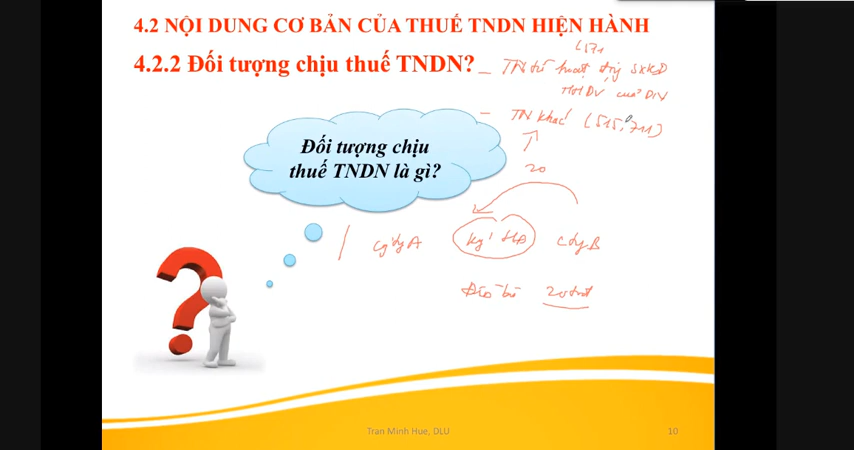 4.2 NỘI DUNG CƠ BẢN CỦA THUẾ TNDN HIỆN HÀNH
4.2.2 Đối tượng chịu thuế TNDN?
– TN từ hoạt động SXKD
– TN khác (515, 711)
Đối tượng chịu
thuế TNDN là gì?
20
Cty A
Cty B
20
Tran Minh Hue, DLU
10